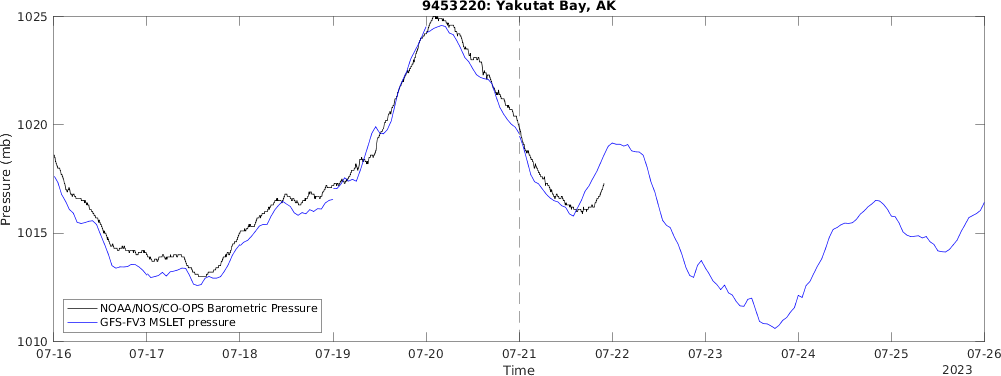 9453220: Yakutat Bay, AK
1025
1020
1015
1010
Pressure (mb)
NOAA/NOS/CO-OPS Barometric Pressure
GFS-FV3 MSLET pressure
07-16 07-17 07-18 07-19 07-20 07-21 07-22 07-23 07-24 07-25 07-26
Time
2023